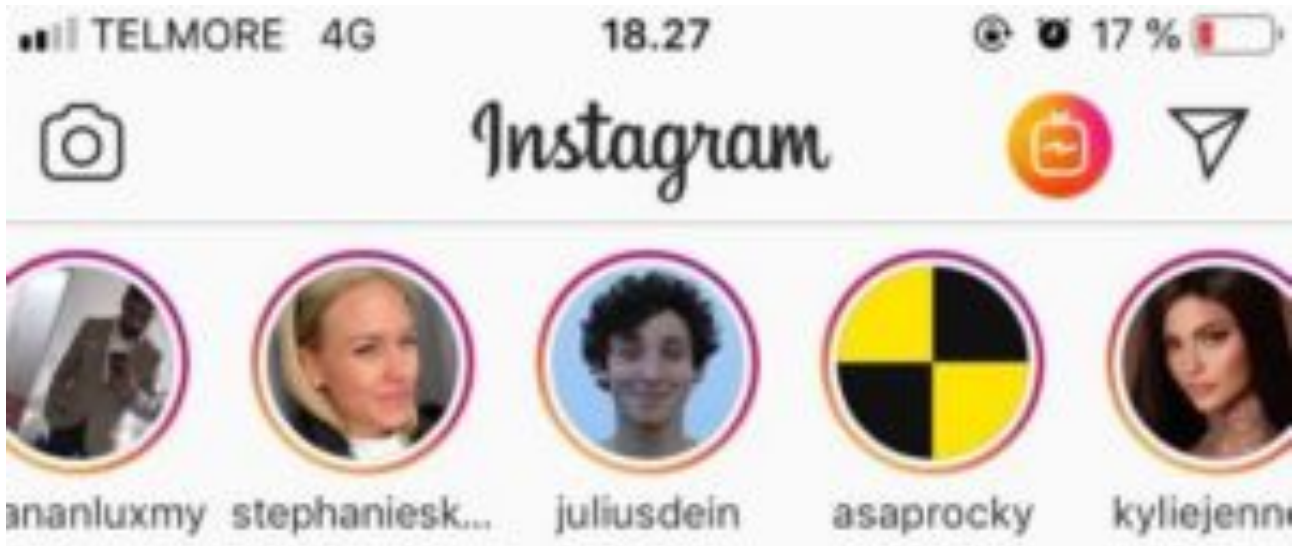 TELMORE 4G 18.27 17 %
Instagram
ananluxmy stephaniesk... juliusdein asaprocky kyliejenne